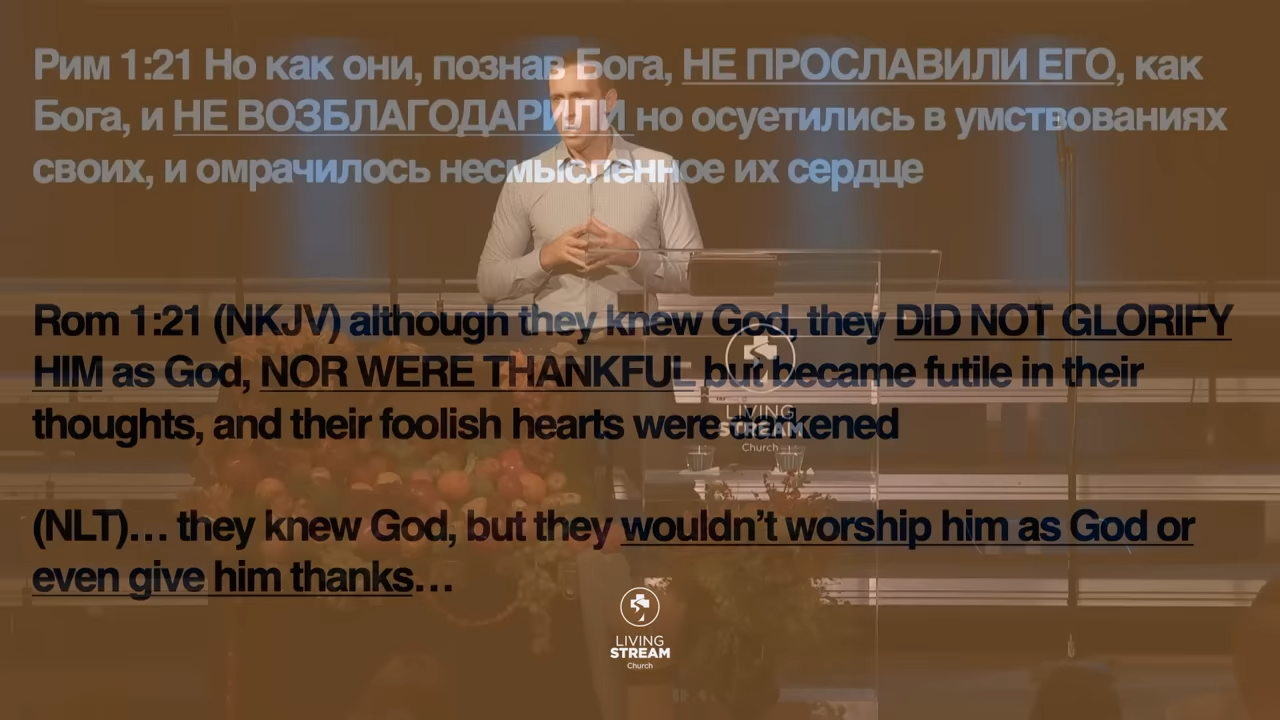 Рим 1:21 Но как они, познав Бога, НЕ ПРОСЛАВИЛИ ЕГО, как
Бога, и НЕ ВОЗБЛАГОДАРИЛИ но осуетились в умствованиях
своих, и омрачилось несмысленное их сердце
Rom 1:21 (NKJV) although they knew God, they DID NOT GLORIFY
HIM as God, NOR WERE THANKFUL but became futile in their
thoughts, and their foolish hearts were darkened
LIVING
STREAM
Church
(NLT)… they knew God, but they wouldn’t worship him as God or
even give him thanks…
LIVING
STREAM
Church